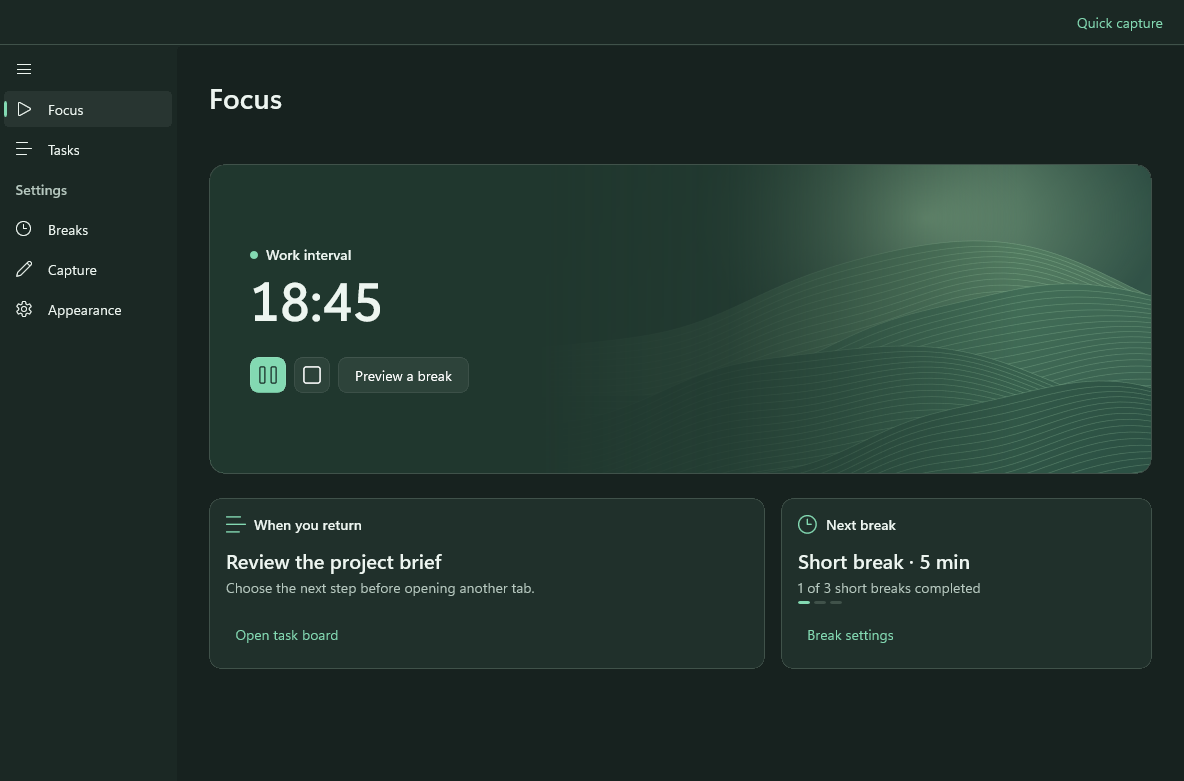 Quick capture
Focus
Tasks
Settings
Breaks
Capture
Appearance
Focus
Work interval
18:45
Preview a break
When you return
Review the project brief
Choose the next step before opening another tab.
Open task board
Next break
Short break · 5 min
1 of 3 short breaks completed
Break settings